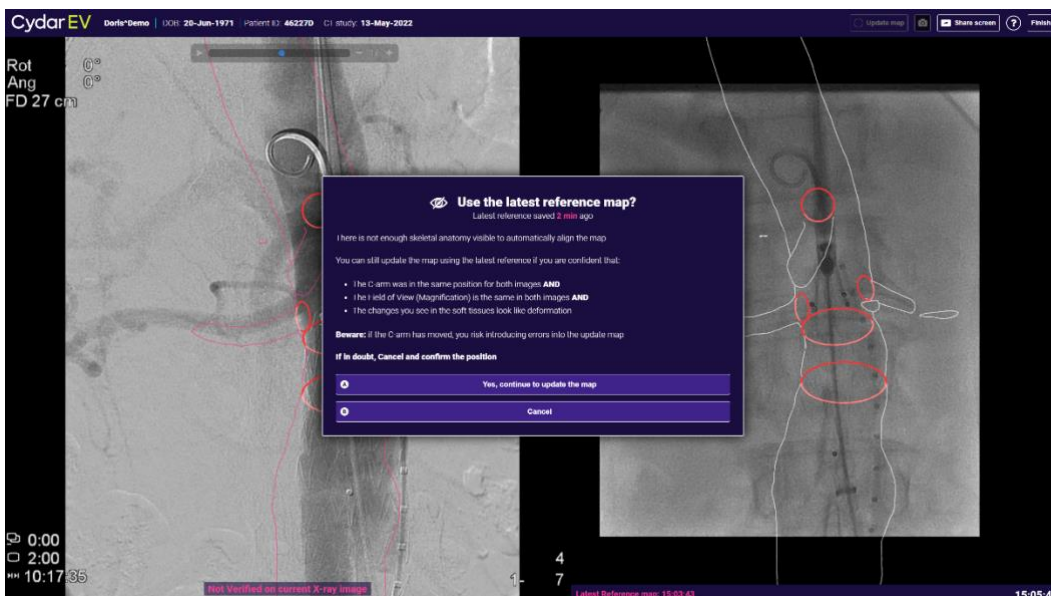 Cydar EV Doris^Demo DOB: 20-Jun-1971 Patient ID: 46227D CT study: 13-May-2022 Update map Share screen ? Finish
Rot 0°
Ang 0°
FD 27 cm
Use the latest reference map?
Latest reference saved 2 min ago
There is not enough skeletal anatomy visible to automatically align the map
You can still update the map using the latest reference if you are confident that:
• The C-arm was in the same position for both images AND
• The Field of View (Magnification) is the same in both images AND
• The changes you see in the soft tissues look like deformation
Beware: if the C-arm has moved, you risk introducing errors into the update map
If in doubt, Cancel and confirm the position
A Yes, continue to update the map
B Cancel
0:00
2:00
10:17:35
4
1- 7
Not Verified on current X-ray image
Latest Reference map: 15:03:43
15:05:4